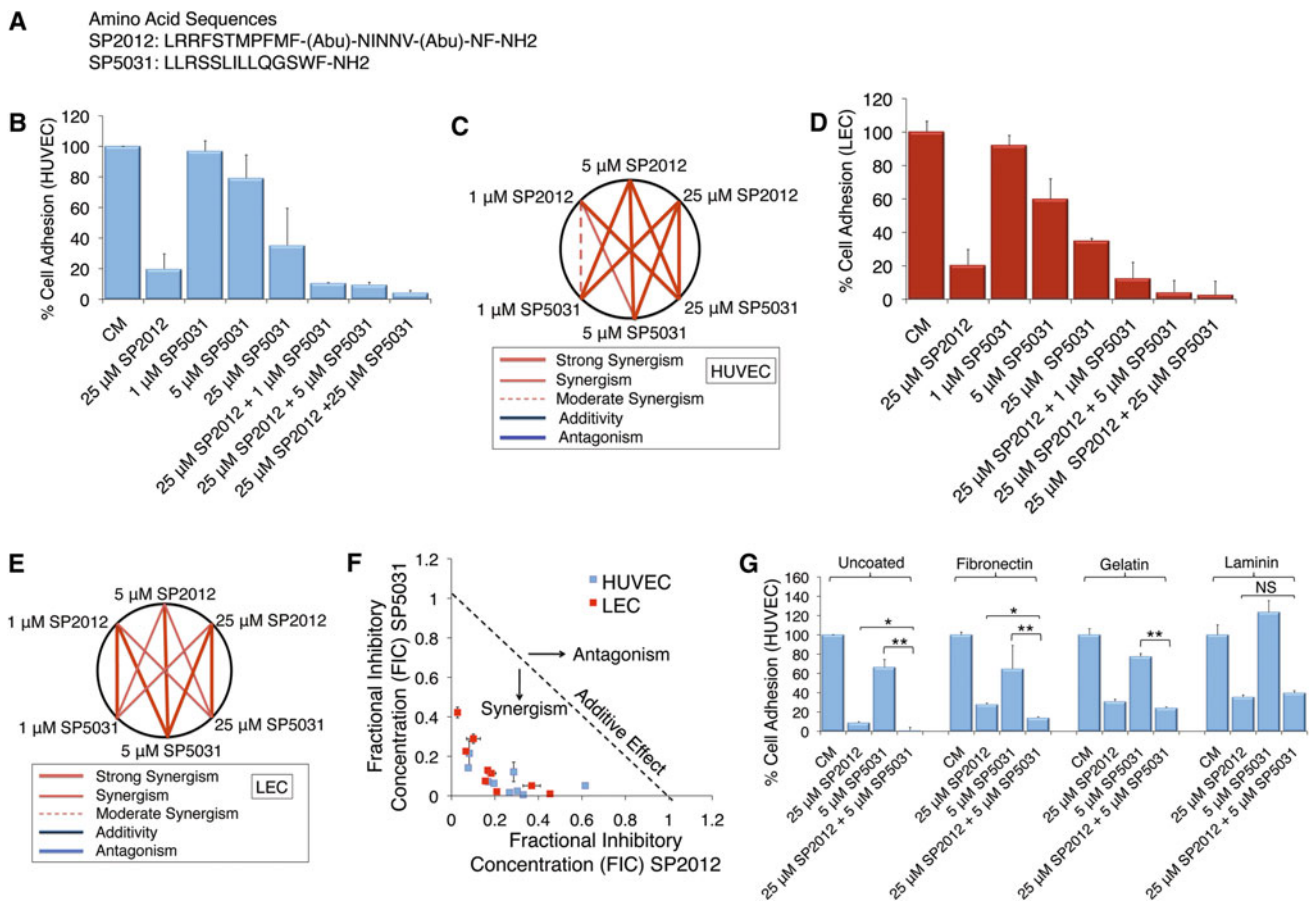 A
Amino Acid Sequences
SP2012: LRRFSTMPFMF-(Abu)-NINNV-(Abu)-NF-NH2
SP5031: LLRSSLILLQGSWF-NH2
B
% Cell Adhesion (HUVEC)
120
100
80
60
40
20
0
CM
25 µM SP2012
1 µM SP5031
5 µM SP5031
25 µM SP5031
25 µM SP2012 + 1 µM SP5031
25 µM SP2012 + 5 µM SP5031
25 µM SP2012 +25 µM SP5031
C
5 µM SP2012
1 µM SP2012
25 µM SP2012
1 µM SP5031
25 µM SP5031
5 µM SP5031
Strong Synergism
HUVEC
Synergism
Moderate Synergism
Additivity
Antagonism
D
% Cell Adhesion (LEC)
120
100
80
60
40
20
0
CM
25 µM SP2012
1 µM SP5031
5 µM SP5031
25 µM SP5031
25 µM SP2012 + 1 µM SP5031
25 µM SP2012 + 5 µM SP5031
25 µM SP2012 + 25 µM SP5031
E
5 µM SP2012
1 µM SP2012
25 µM SP2012
1 µM SP5031
25 µM SP5031
5 µM SP5031
Strong Synergism
Synergism
LEC
Moderate Synergism
Additivity
Antagonism
F
Fractional Inhibitory
Concentration (FIC) SP5031
1.2
1
0.8
0.6
0.4
0.2
0
HUVEC
LEC
Antagonism
Synergism
Additive Effect
0 0.2 0.4 0.6 0.8 1 1.2
Fractional Inhibitory
Concentration (FIC) SP2012
G
Uncoated Fibronectin Gelatin Laminin
% Cell Adhesion (HUVEC)
160
140
120
100
80
60
40
20
0
*
**
*
**
**
NS
CM
25 µM SP2012
5 µM SP5031
25 µM SP2012 + 5 µM SP5031
CM
25 µM SP2012
5 µM SP5031
25 µM SP2012 + 5 µM SP5031
CM
25 µM SP2012
5 µM SP5031
25 µM SP2012 + 5 µM SP5031
CM
25 µM SP2012
5 µM SP5031
25 µM SP2012 + 5 µM SP5031